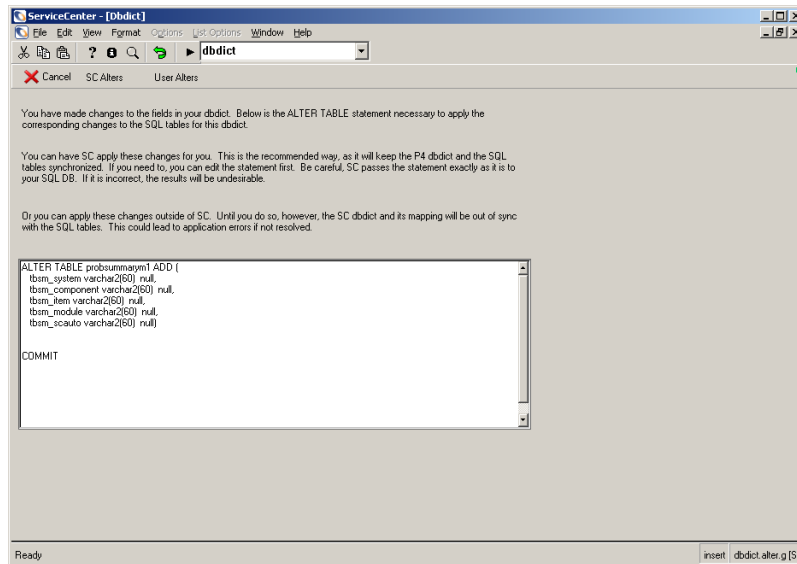 ServiceCenter - [Dbdict]
File Edit View Format Options List Options Window Help
dbdict
Cancel SC Alters User Alters
You have made changes to the fields in your dbdict. Below is the ALTER TABLE statement necessary to apply the
corresponding changes to the SQL tables for this dbdict.
You can have SC apply these changes for you. This is the recommended way, as it will keep the P4 dbdict and the SQL
tables synchronized. If you need to, you can edit the statement first. Be careful, SC passes the statement exactly as it is to
your SQL DB. If it is incorrect, the results will be undesirable.
Or you can apply these changes outside of SC. Until you do so, however, the SC dbdict and its mapping will be out of sync
with the SQL tables. This could lead to application errors if not resolved.
ALTER TABLE probsummarym1 ADD (
tbsm_system varchar2(60) null,
tbsm_component varchar2(60) null,
tbsm_item varchar2(60) null,
tbsm_module varchar2(60) null,
tbsm_scauto varchar2(60) null)
COMMIT
Ready insert dbdict.alter.g [S